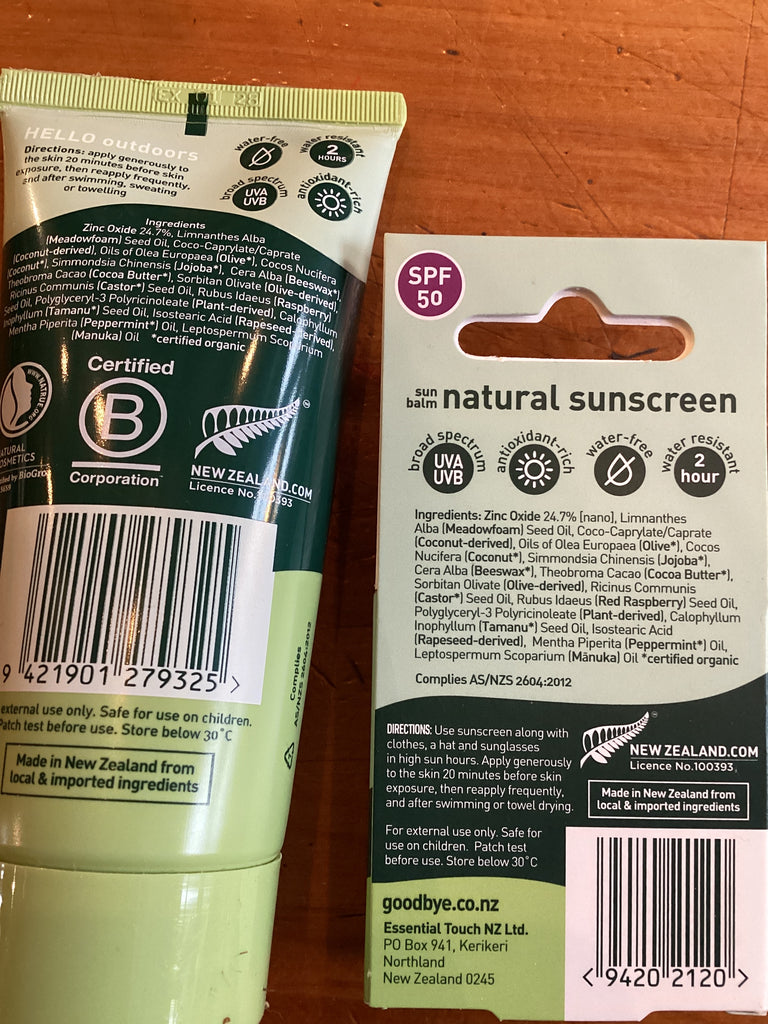 HELLO outdoors
Directions: apply generously to
the skin 20 minutes before skin
exposure, then reapply frequently,
and after swimming, sweating
or towelling
water-free
water resistant
2
HOURS
broad spectrum
UVA
UVB
antioxidant-rich
Ingredients
Zinc Oxide 24.7%, Limnanthes Alba
(Meadowfoam) Seed Oil, Coco-Caprylate/Caprate
(Coconut-derived), Oils of Olea Europaea (Olive*), Cocos Nucifera
(Coconut*), Simmondsia Chinensis (Jojoba*), Cera Alba (Beeswax*),
Theobroma Cacao (Cocoa Butter*), Sorbitan Olivate (Olive-derived),
Ricinus Communis (Castor*) Seed Oil, Rubus Idaeus (Raspberry)
Seed Oil, Polyglyceryl-3 Polyricinoleate (Plant-derived), Calophyllum
Inophyllum (Tamanu*) Seed Oil, Isostearic Acid (Rapeseed-derived),
Mentha Piperita (Peppermint*) Oil, Leptospermum Scoparium
(Manuka) Oil *certified organic
WWW.NATRUE.ORG
NATURAL
COSMETICS
Certified
B
Corporation
NEW ZEALAND.COM
Licence No.100393
9 421901 279325 >
external use only. Safe for use on children.
Patch test before use. Store below 30°C
Complies
AS/NZS 2604:2012
Made in New Zealand from
local & imported ingredients
SPF
50
sun
balm natural sunscreen
broad spectrum
UVA
UVB
antioxidant-rich
water-free
water resistant
2
hour
Ingredients: Zinc Oxide 24.7% [nano], Limnanthes
Alba (Meadowfoam) Seed Oil, Coco-Caprylate/Caprate
(Coconut-derived), Oils of Olea Europaea (Olive*), Cocos
Nucifera (Coconut*), Simmondsia Chinensis (Jojoba*),
Cera Alba (Beeswax*), Theobroma Cacao (Cocoa Butter*),
Sorbitan Olivate (Olive-derived), Ricinus Communis
(Castor*) Seed Oil, Rubus Idaeus (Red Raspberry) Seed Oil,
Polyglyceryl-3 Polyricinoleate (Plant-derived), Calophyllum
Inophyllum (Tamanu*) Seed Oil, Isostearic Acid
(Rapeseed-derived), Mentha Piperita (Peppermint*) Oil,
Leptospermum Scoparium (Mānuka) Oil *certified organic
Complies AS/NZS 2604:2012
DIRECTIONS: Use sunscreen along with
clothes, a hat and sunglasses
in high sun hours. Apply generously
to the skin 20 minutes before skin
exposure, then reapply frequently,
and after swimming or towel drying.
NEW ZEALAND.COM
Licence No.100393
Made in New Zealand from
local & imported ingredients
For external use only. Safe for
use on children. Patch test
before use. Store below 30°C
goodbye.co.nz
Essential Touch NZ Ltd.
PO Box 941, Kerikeri
Northland
New Zealand 0245
<9420 2120>